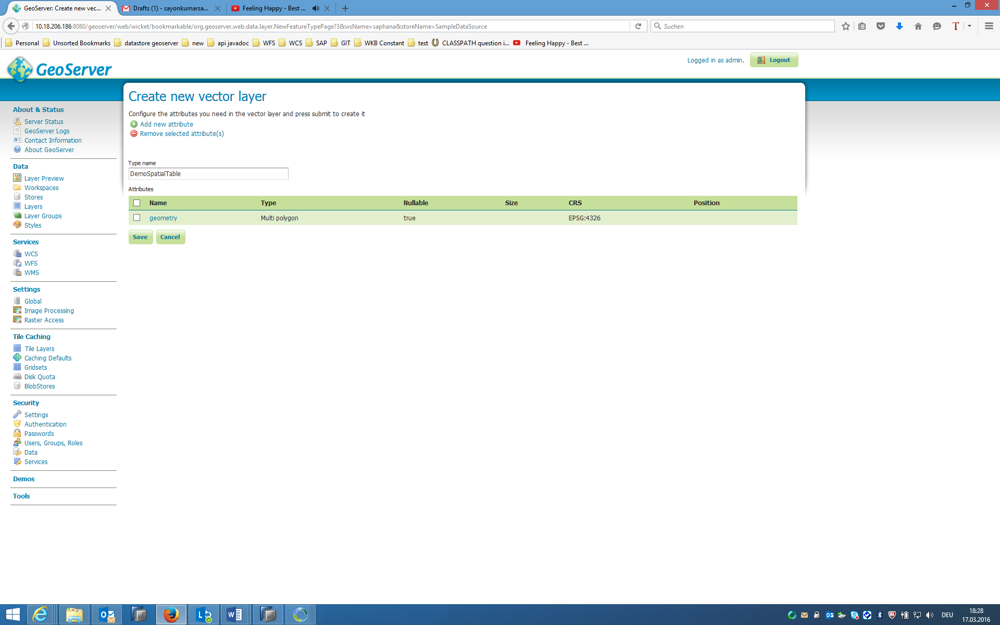 GeoServer: Create new vec...
Drafts (1) - sayonkumarsa...
Feeling Happy - Best ...
10.18.206.186:8080/geoserver/web/wicket/bookmarkable/org.geoserver.web.data.layer.NewFeatureTypePage?3&wsName=saphana&storeName=SampleDataSource
Suchen
Personal
Unsorted Bookmarks
datastore geoserver
new
api javadoc
WFS
WCS
SAP
GIT
WKB Constant
test
CLASSPATH question i...
Feeling Happy - Best ...
GeoServer
Logged in as admin.
Logout
About & Status
Server Status
GeoServer Logs
Contact Information
About GeoServer
Data
Layer Preview
Workspaces
Stores
Layers
Layer Groups
Styles
Services
WCS
WFS
WMS
Settings
Global
Image Processing
Raster Access
Tile Caching
Tile Layers
Caching Defaults
Gridsets
Disk Quota
BlobStores
Security
Settings
Authentication
Passwords
Users, Groups, Roles
Data
Services
Demos
Tools
Create new vector layer
Configure the attributes you need in the vector layer and press submit to create it
Add new attribute
Remove selected attribute(s)
Type name
DemoSpatialTable
Attributes
Name Type Nullable Size CRS Position
geometry Multi polygon true EPSG:4326
Save Cancel
DEU
18:28
17.03.2016